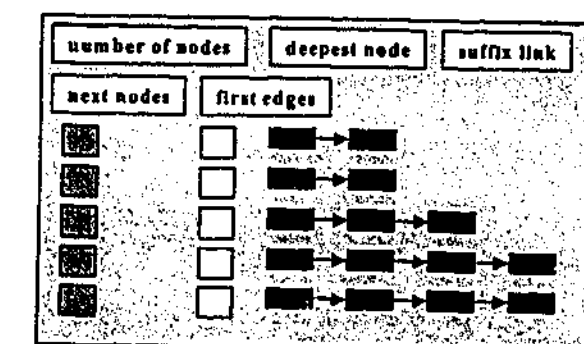 number of nodes deepest node suffix link
next nodes first edges